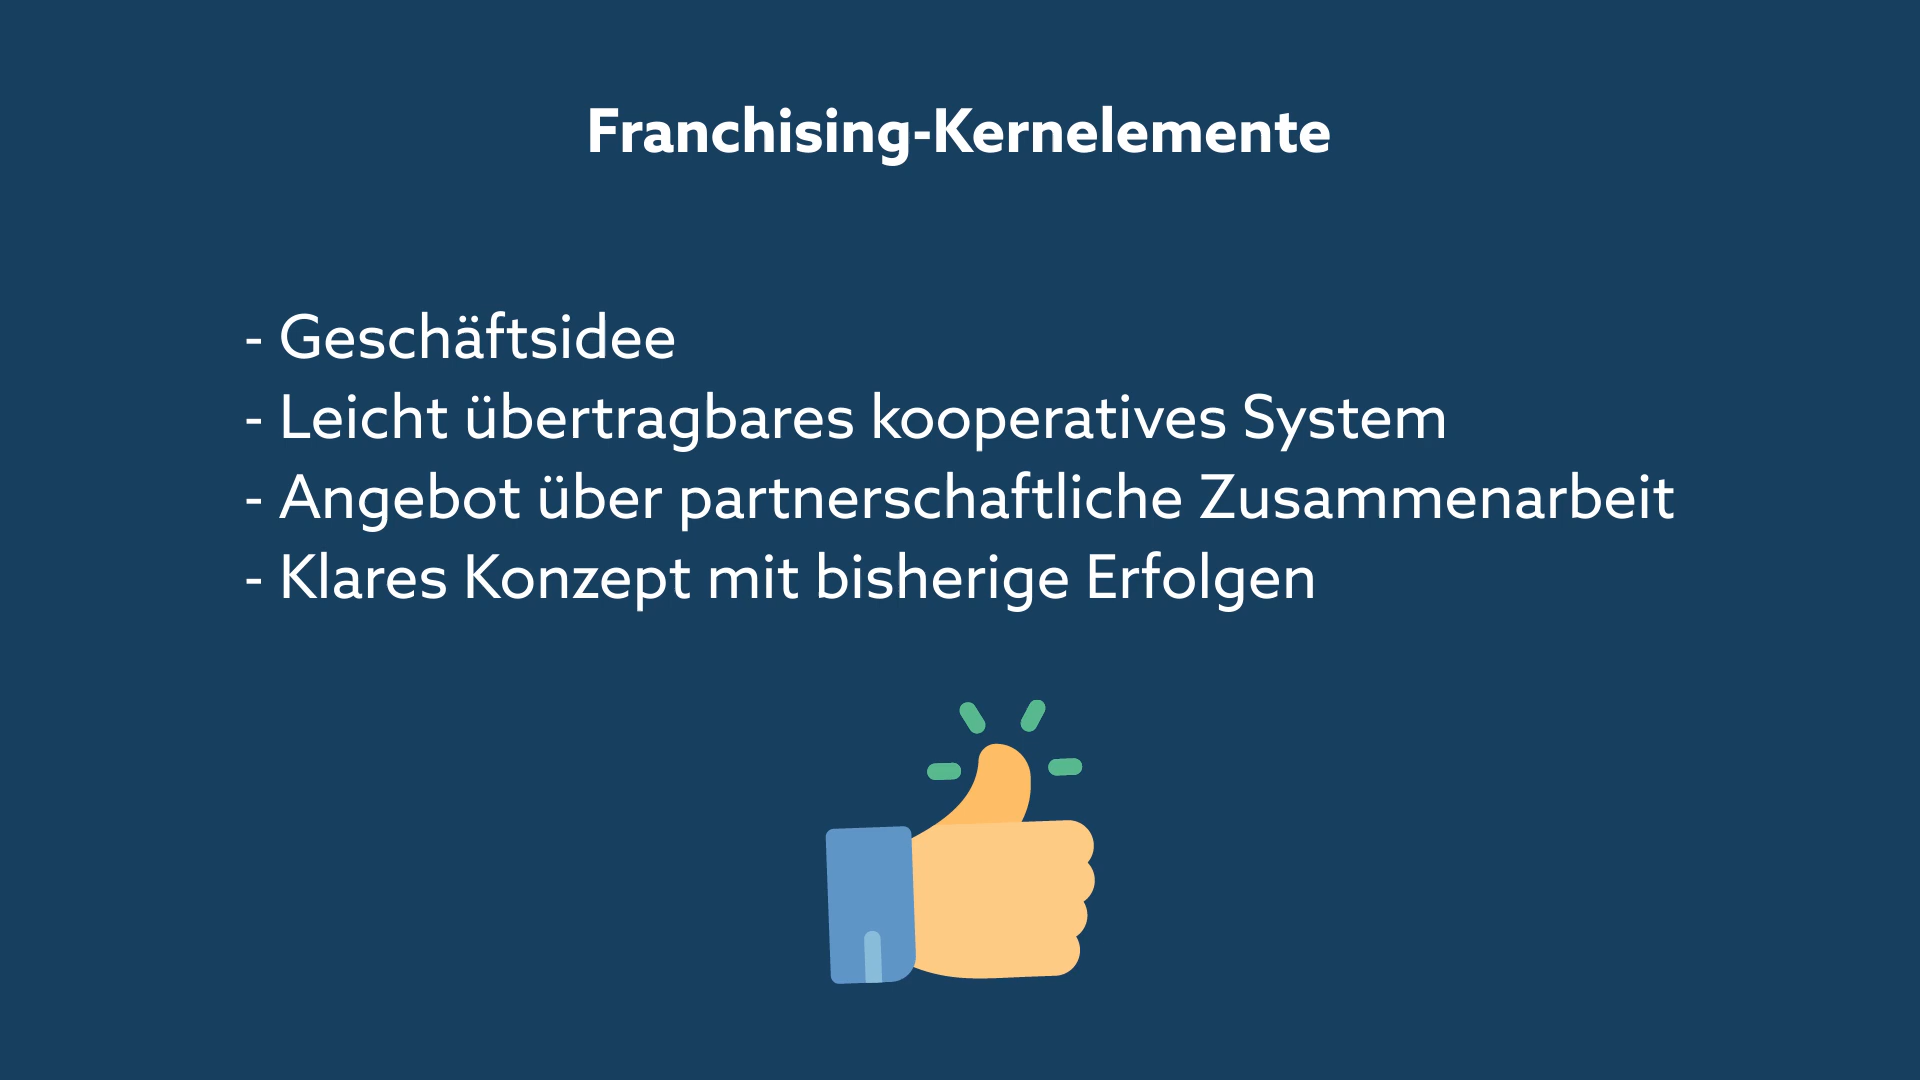 Franchising-Kernelemente
- Geschäftsidee
- Leicht übertragbares kooperatives System
- Angebot über partnerschaftliche Zusammenarbeit
- Klares Konzept mit bisherige Erfolgen